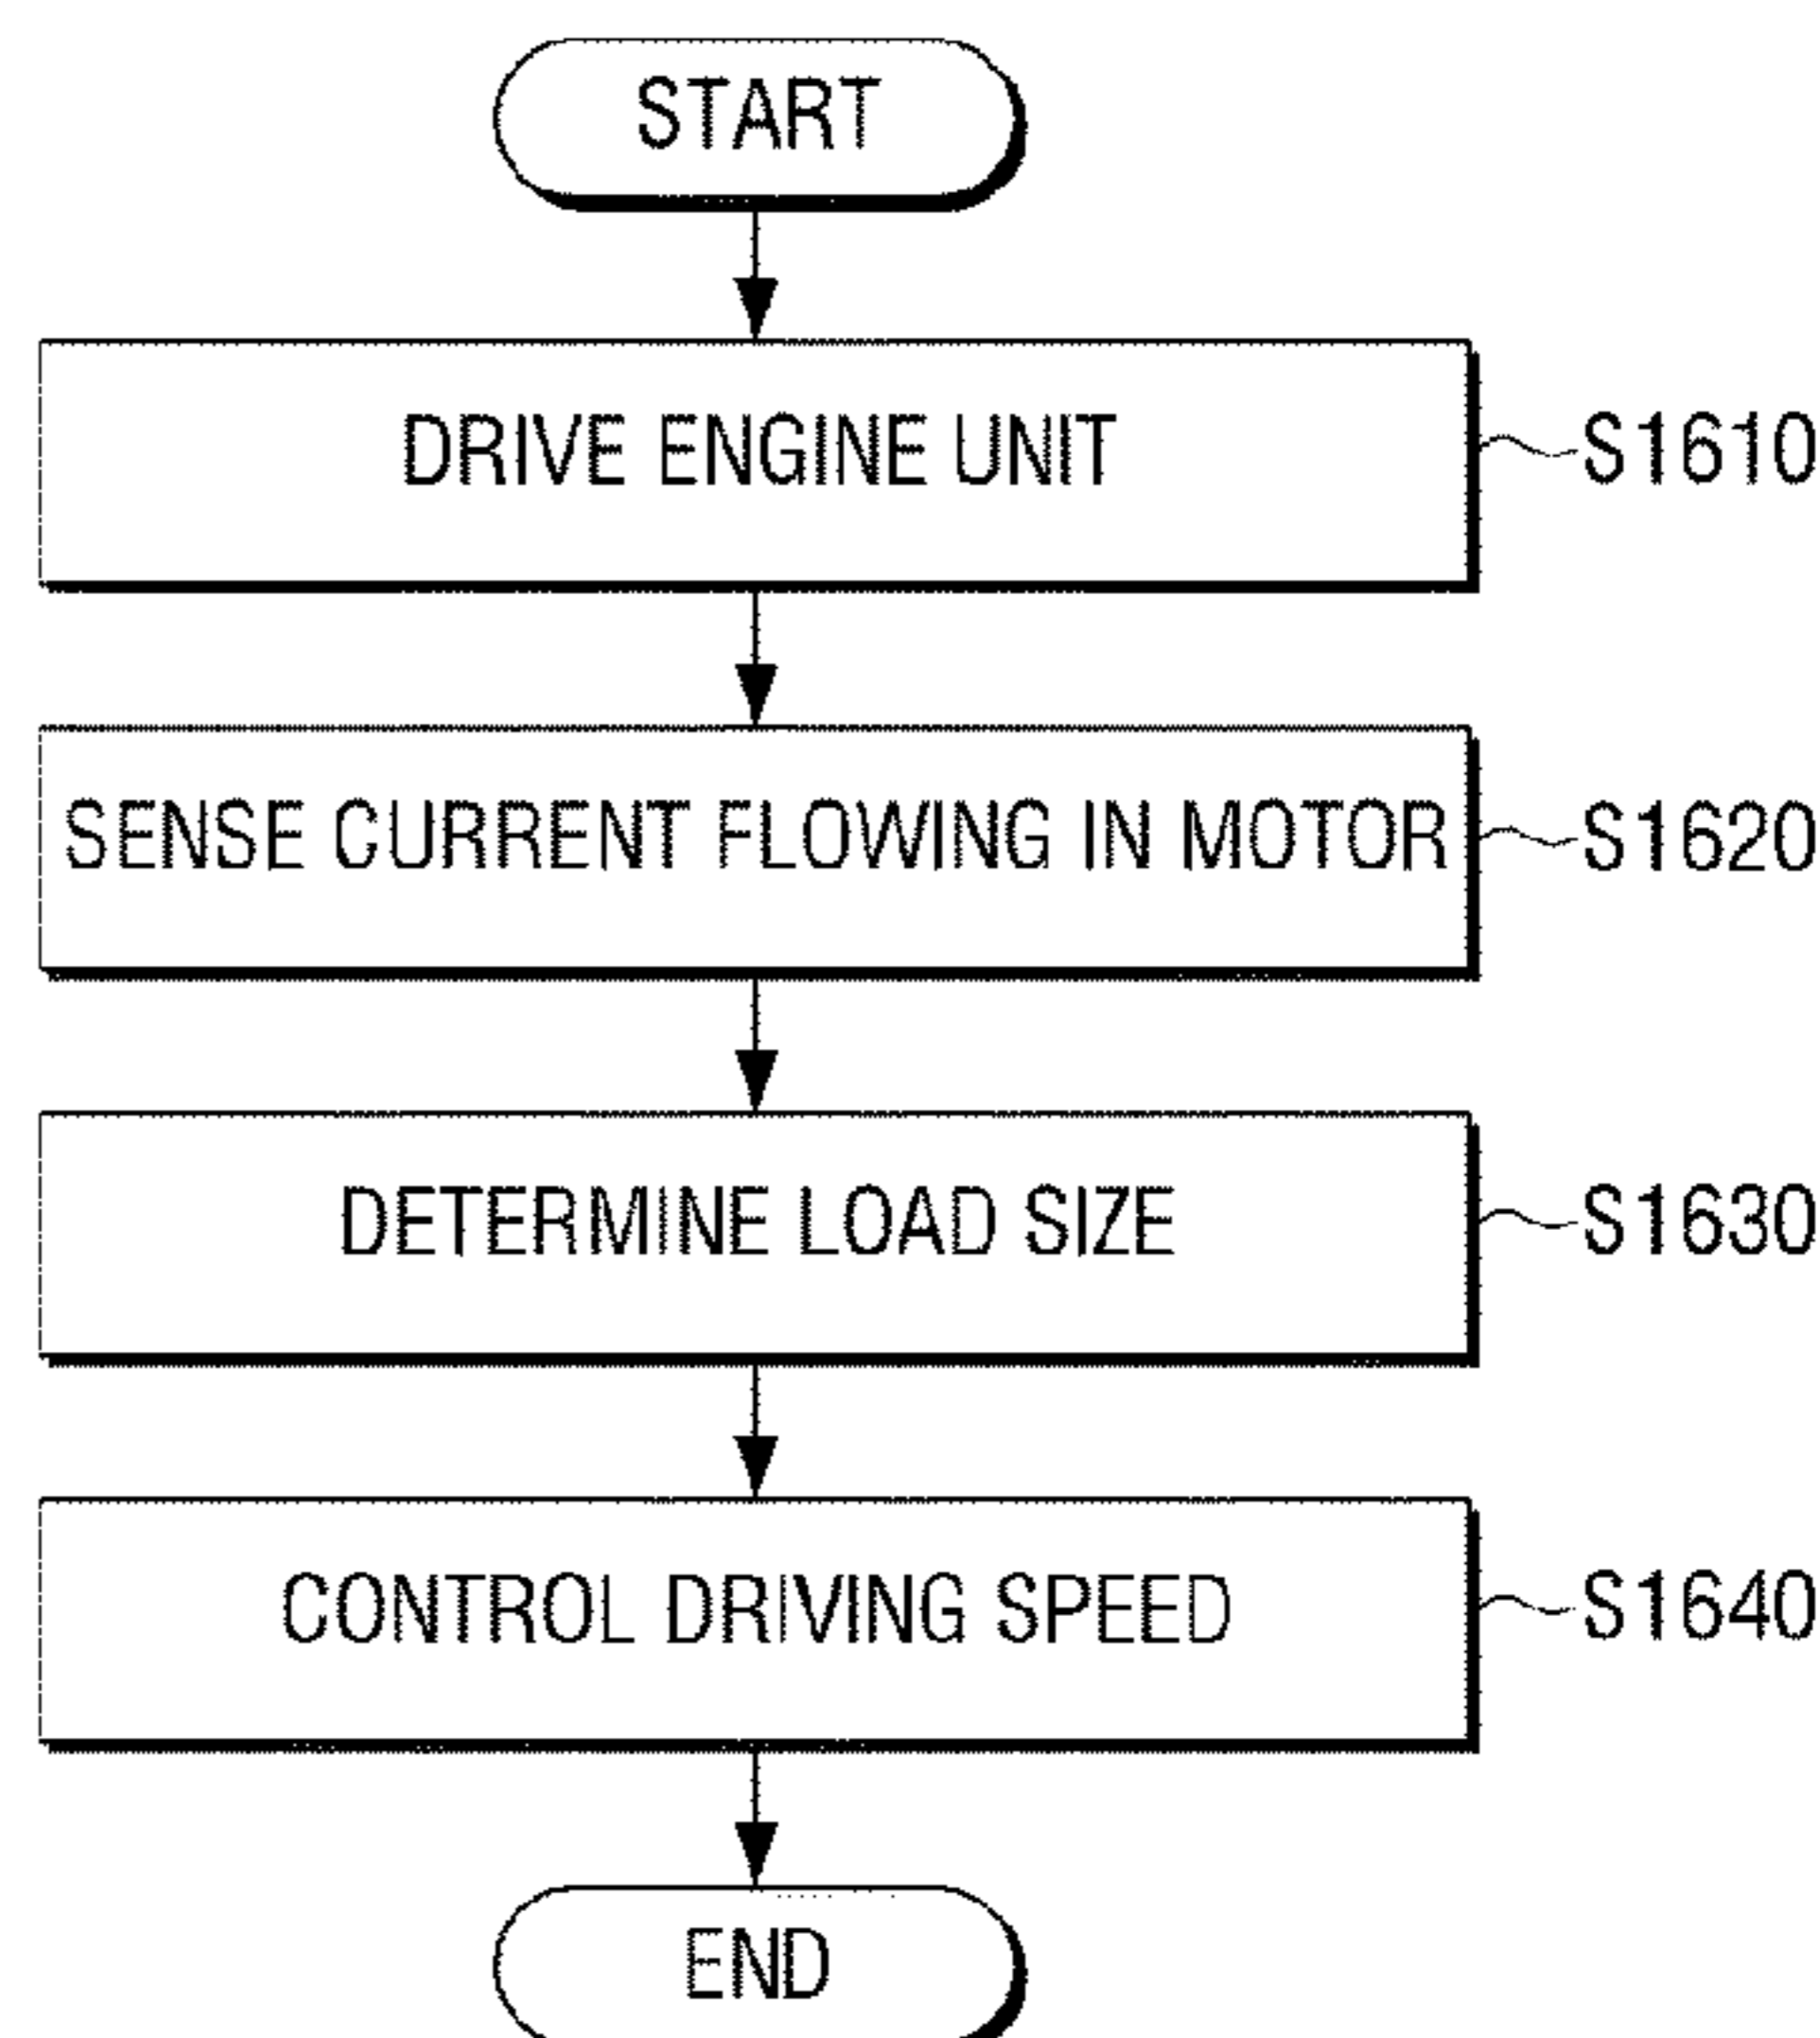 START
DRIVE ENGINE UNIT
S1610
SENSE CURRENT FLOWING IN MOTOR
S1620
DETERMINE LOAD SIZE
S1630
CONTROL DRIVING SPEED
S1640
END